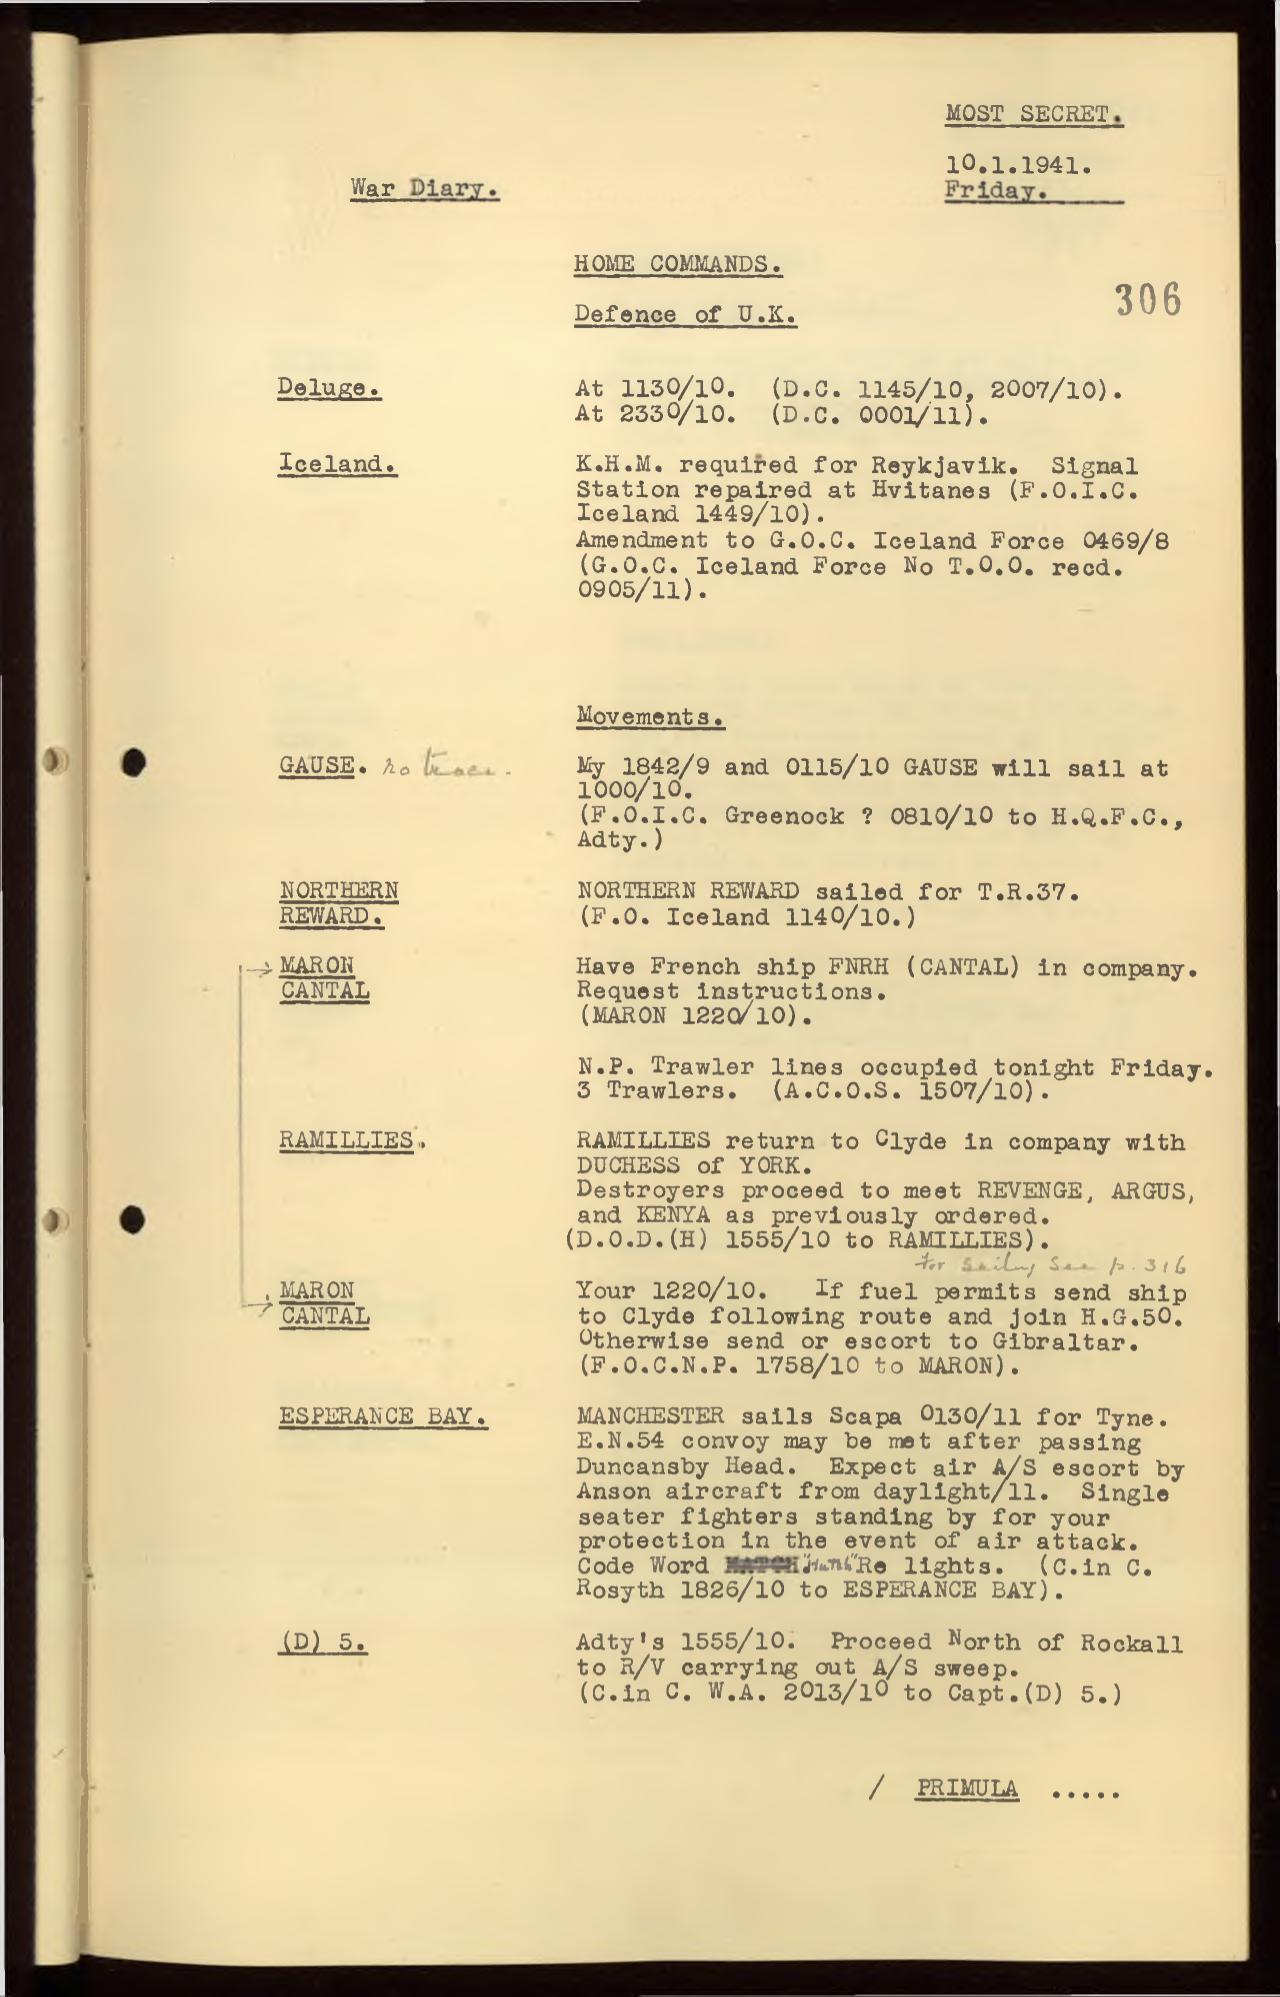 MOST SECRET.
10.1.1941.
War Diary.
Friday.
HOME COMMANDS.
306
Defence of U.K.
Deluge. At 1130/10. (D.C. 1145/10, 2007/10).
At 2330/10. (D.C. 0001/11).
Iceland. K.H.M. required for Reykjavik. Signal
Station repaired at Hvitanes (F.O.I.C.
Iceland 1449/10).
Amendment to G.O.C. Iceland Force 0469/8
(G.O.C. Iceland Force No T.O.O. recd.
0905/11).
Movements.
GAUSE. no trace. My 1842/9 and 0115/10 GAUSE will sail at
1000/10.
(F.O.I.C. Greenock ? 0810/10 to H.Q.F.C.,
Adty.)
NORTHERN NORTHERN REWARD sailed for T.R.37.
REWARD. (F.O. Iceland 1140/10.)
MARON Have French ship FNRH (CANTAL) in company.
CANTAL Request instructions.
(MARON 1220/10).
N.P. Trawler lines occupied tonight Friday.
3 Trawlers. (A.C.O.S. 1507/10).
RAMILLIES. RAMILLIES return to Clyde in company with
DUCHESS of YORK.
Destroyers proceed to meet REVENGE, ARGUS,
and KENYA as previously ordered.
(D.O.D.(H) 1555/10 to RAMILLIES).
For sailing see p. 316
MARON Your 1220/10. If fuel permits send ship
CANTAL to Clyde following route and join H.G.50.
Otherwise send or escort to Gibraltar.
(F.O.C.N.P. 1758/10 to MARON).
ESPERANCE BAY. MANCHESTER sails Scapa 0130/11 for Tyne.
E.N.54 convoy may be met after passing
Duncansby Head. Expect air A/S escort by
Anson aircraft from daylight/11. Single
seater fighters standing by for your
protection in the event of air attack.
Code Word Re lights. (C.in C.
Rosyth 1826/10 to ESPERANCE BAY).
(D) 5. Adty's 1555/10. Proceed North of Rockall
to R/V carrying out A/S sweep.
(C.in C. W.A. 2013/10 to Capt.(D) 5.)
/ PRIMULA .....